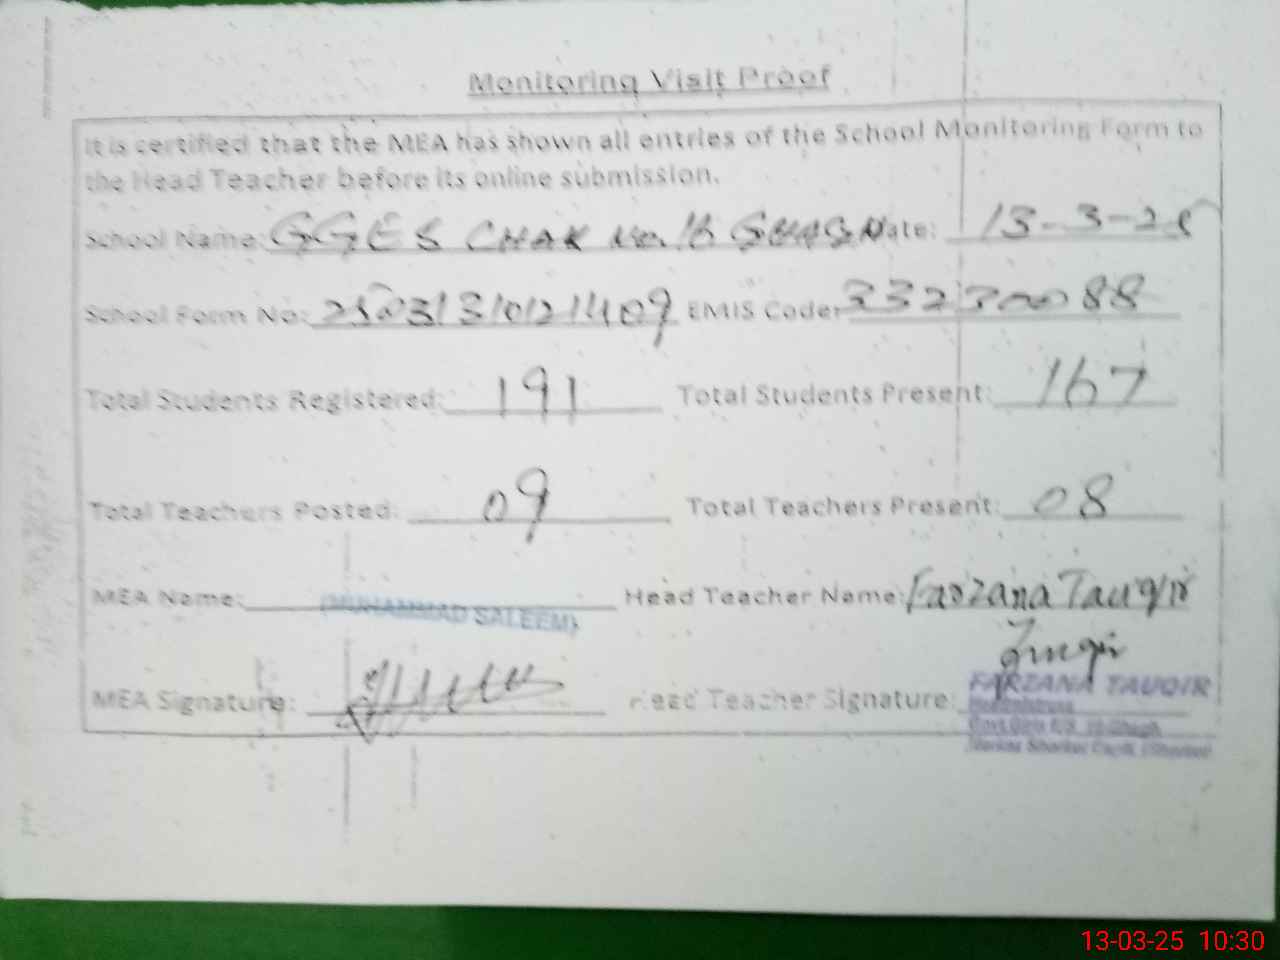 Monitoring Visit Proof
It is certified that the MEA has shown all entries of the School Monitoring Form to
the Head Teacher before its online submission.
School Name: GGES CHAK No. 16 Date: 13-3-25
School Form No: EMIS Code: 33230088
Total Students Registered: 191 Total Students Present: 167
Total Teachers Posted: 09 Total Teachers Present: 08
MEA Name: (MUHAMMAD SALEEM) Head Teacher Name: Farzana Tauqir
MEA Signature: Head Teacher Signature:
FARZANA TAUQIR
Headmistress
13-03-25 10:30